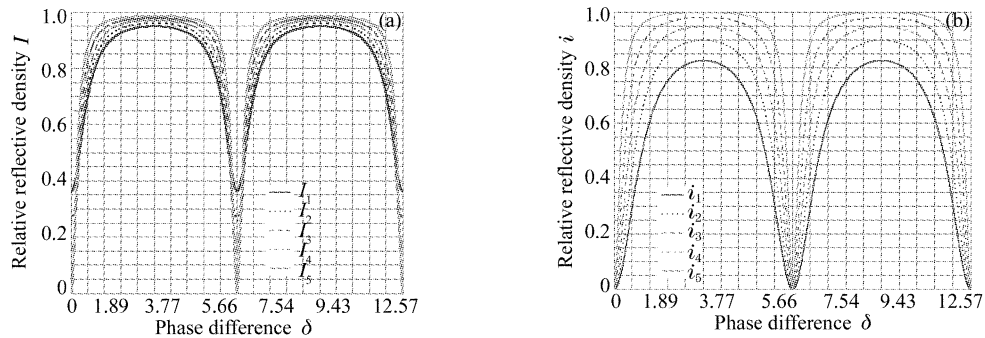 Relative reflective density I
1.0
0.8
0.6
0.4
0.2
0
(a)
I₁
I₂
I₃
I₄
I₅
0 1.89 3.77 5.66 7.54 9.43 12.57
Phase difference δ
Relative reflective density i
1.0
0.8
0.6
0.4
0.2
0
(b)
i₁
i₂
i₃
i₄
i₅
0 1.89 3.77 5.66 7.54 9.43 12.57
Phase difference δ